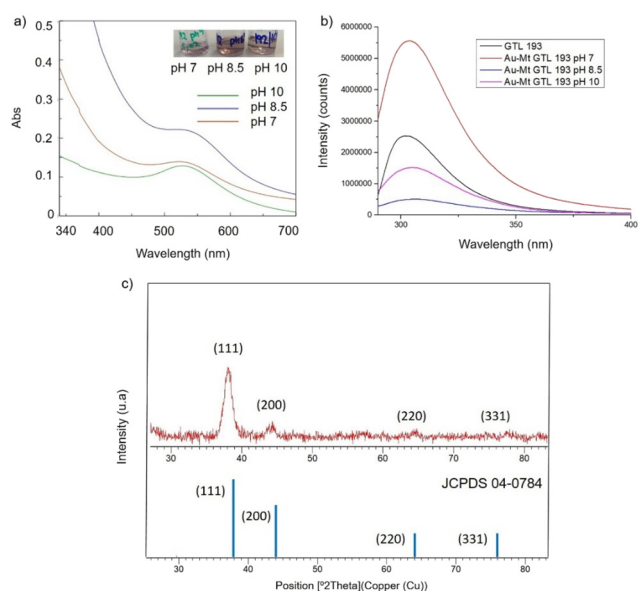 a)
0.5
0.4
0.3
0.2
0.1
0
Abs
pH 7 pH 8.5 pH 10
pH 10
pH 8.5
pH 7
340 400 500 600 700
Wavelength (nm)
b)
6000000
5000000
4000000
3000000
2000000
1000000
0
Intensity (counts)
GTL 193
Au-Mt GTL 193 pH 7
Au-Mt GTL 193 pH 8.5
Au-Mt GTL 193 pH 10
300 350 400
Wavelength (nm)
c)
Intensity (u.a)
(111)
(200)
(220)
(331)
30 40 50 60 70 80
JCPDS 04-0784
(111)
(200)
(220)
(331)
30 40 50 60 70 80
Position [°2Theta](Copper (Cu))